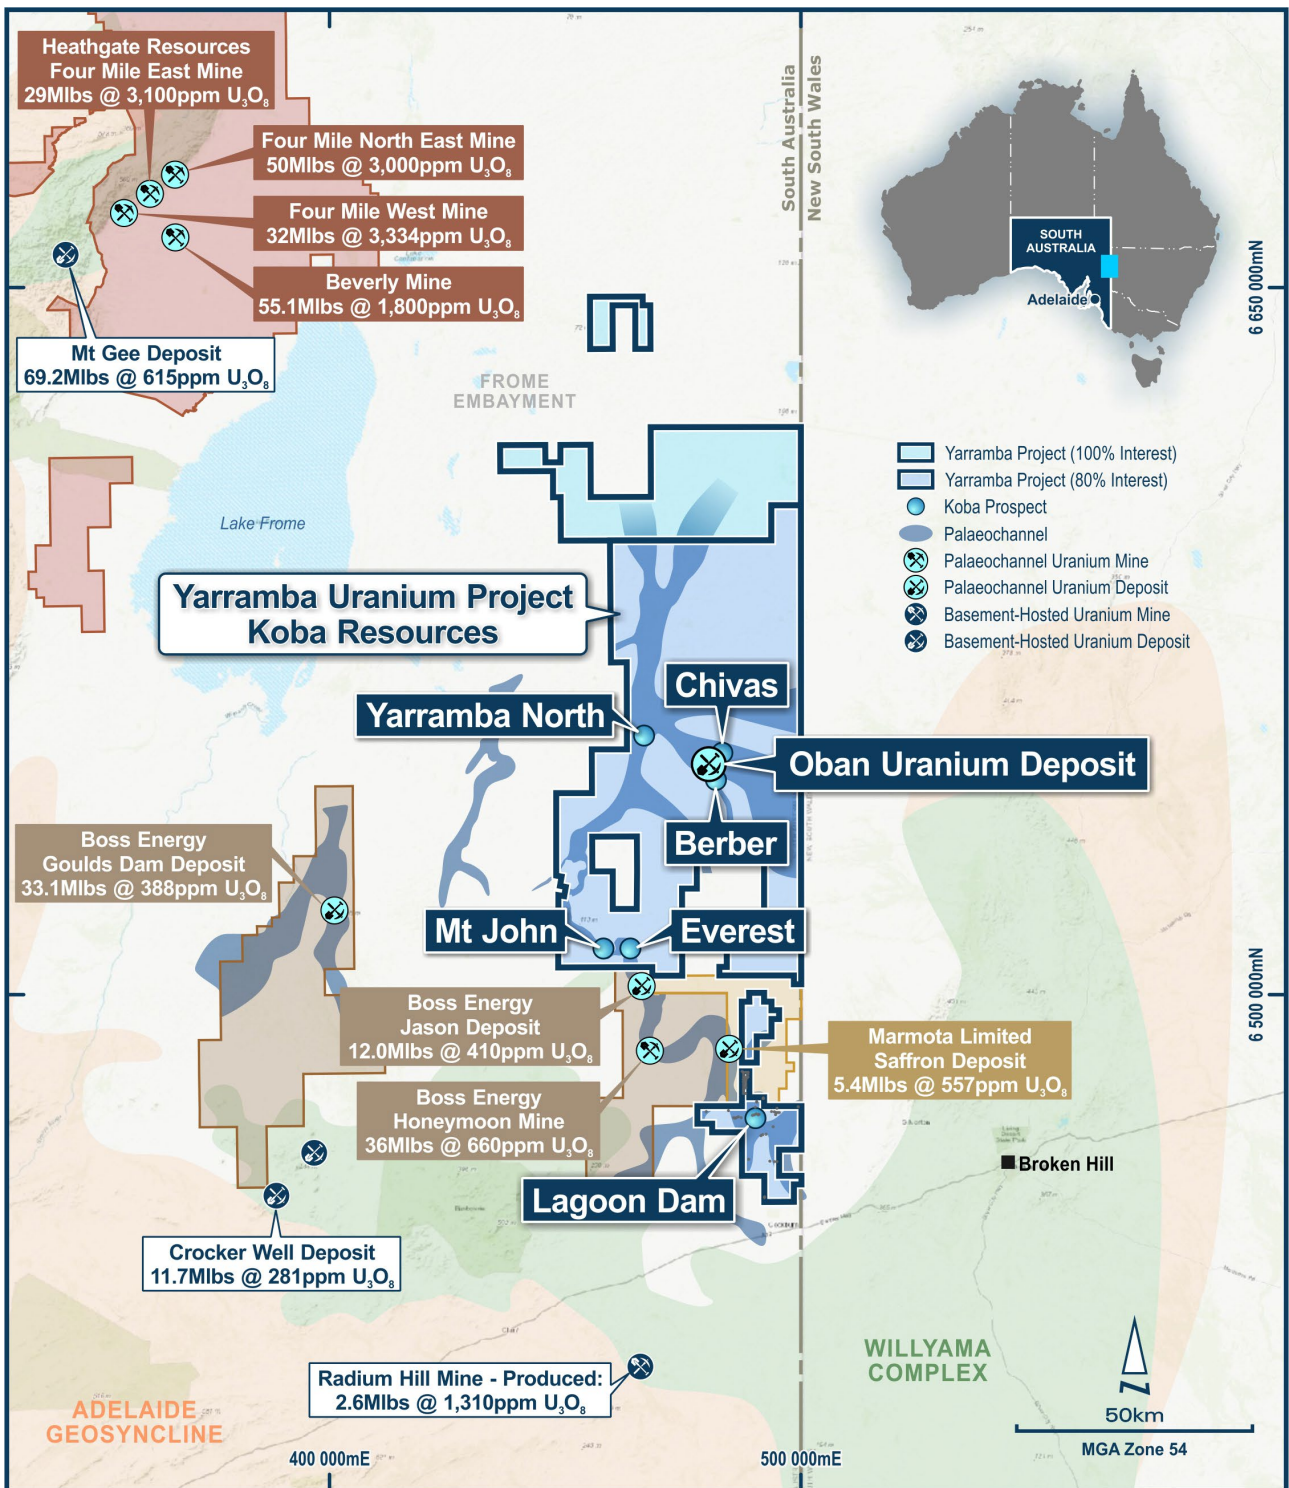 Heathgate Resources
Four Mile East Mine
29Mlbs @ 3,100ppm U₃O₈
Four Mile North East Mine
50Mlbs @ 3,000ppm U₃O₈
Four Mile West Mine
32Mlbs @ 3,334ppm U₃O₈
Beverly Mine
55.1Mlbs @ 1,800ppm U₃O₈
Mt Gee Deposit
69.2Mlbs @ 615ppm U₃O₈
South Australia
New South Wales
SOUTH
AUSTRALIA
Adelaide
6 650 000mN
FROME
EMBAYMENT
Lake Frome
Yarramba Project (100% Interest)
Yarramba Project (80% Interest)
Koba Prospect
Palaeochannel
Palaeochannel Uranium Mine
Palaeochannel Uranium Deposit
Basement-Hosted Uranium Mine
Basement-Hosted Uranium Deposit
Yarramba Uranium Project
Koba Resources
Chivas
Yarramba North
Oban Uranium Deposit
Berber
Boss Energy
Goulds Dam Deposit
33.1Mlbs @ 388ppm U₃O₈
Mt John
Everest
6 500 000mN
Boss Energy
Jason Deposit
12.0Mlbs @ 410ppm U₃O₈
Marmota Limited
Saffron Deposit
5.4Mlbs @ 557ppm U₃O₈
Boss Energy
Honeymoon Mine
36Mlbs @ 660ppm U₃O₈
Broken Hill
Lagoon Dam
Crocker Well Deposit
11.7Mlbs @ 281ppm U₃O₈
WILLYAMA
COMPLEX
Radium Hill Mine - Produced:
2.6Mlbs @ 1,310ppm U₃O₈
ADELAIDE
GEOSYNCLINE
N
50km
MGA Zone 54
400 000mE
500 000mE